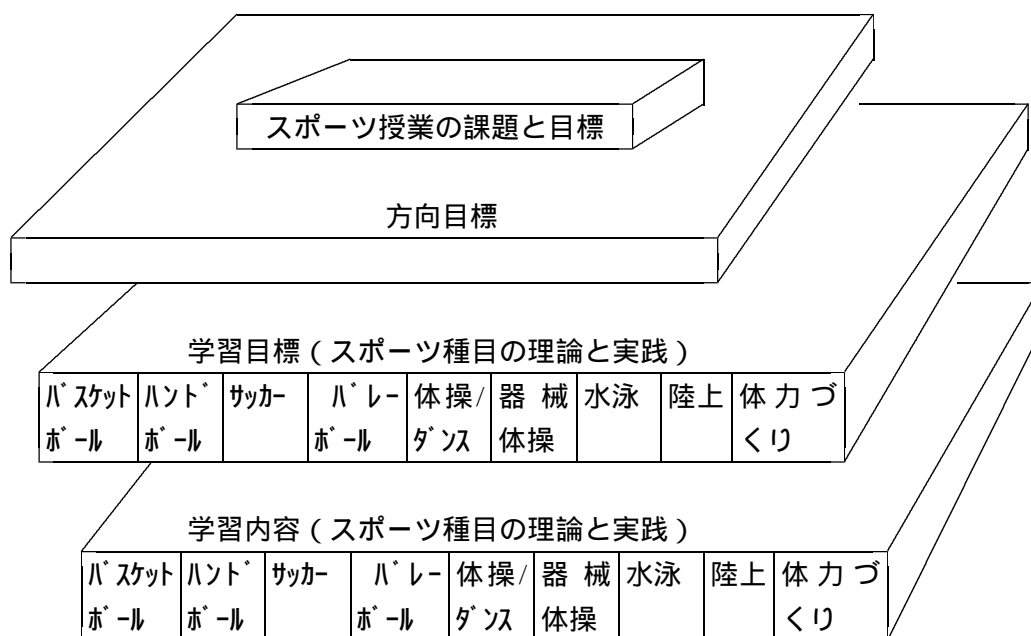 スポーツ授業の課題と目標
方向目標
学習目標(スポーツ種目の理論と実践)
ﾊﾞｽｹｯﾄ ﾊﾝﾄﾞ ｻｯｶｰ ﾊﾞﾚｰ 体操/ 器械 水泳 陸上 体力づ
ﾎﾞｰﾙ ﾎﾞｰﾙ ﾎﾞｰﾙ ﾀﾞﾝｽ 体操 くり
学習内容(スポーツ種目の理論と実践)
ﾊﾞｽｹｯﾄ ﾊﾝﾄﾞ ｻｯｶｰ ﾊﾞﾚｰ 体操/ 器械 水泳 陸上 体力づ
ﾎﾞｰﾙ ﾎﾞｰﾙ ﾎﾞｰﾙ ﾀﾞﾝｽ 体操 くり